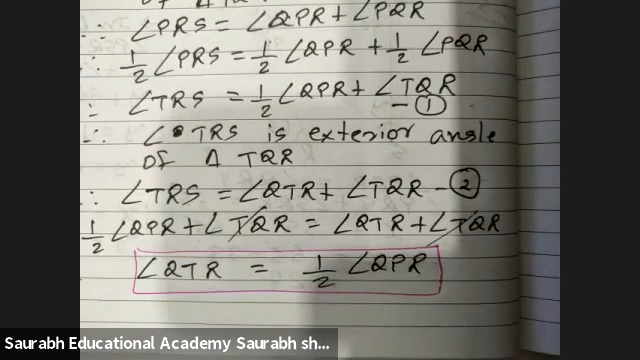 ∵ ∠PRS = ∠QPR + ∠PQR
∴ 1/2 ∠PRS = 1/2 ∠QPR + 1/2 ∠PQR
∴ ∠TRS = 1/2 ∠QPR + ∠TQR
— ①
∴ ∠TRS is exterior angle
of Δ TQR
∴ ∠TRS = ∠QTR + ∠TQR — ②
1/2 ∠QPR + ∠TQR = ∠QTR + ∠TQR
∠QTR = 1/2 ∠QPR
Saurabh Educational Academy Saurabh sh...